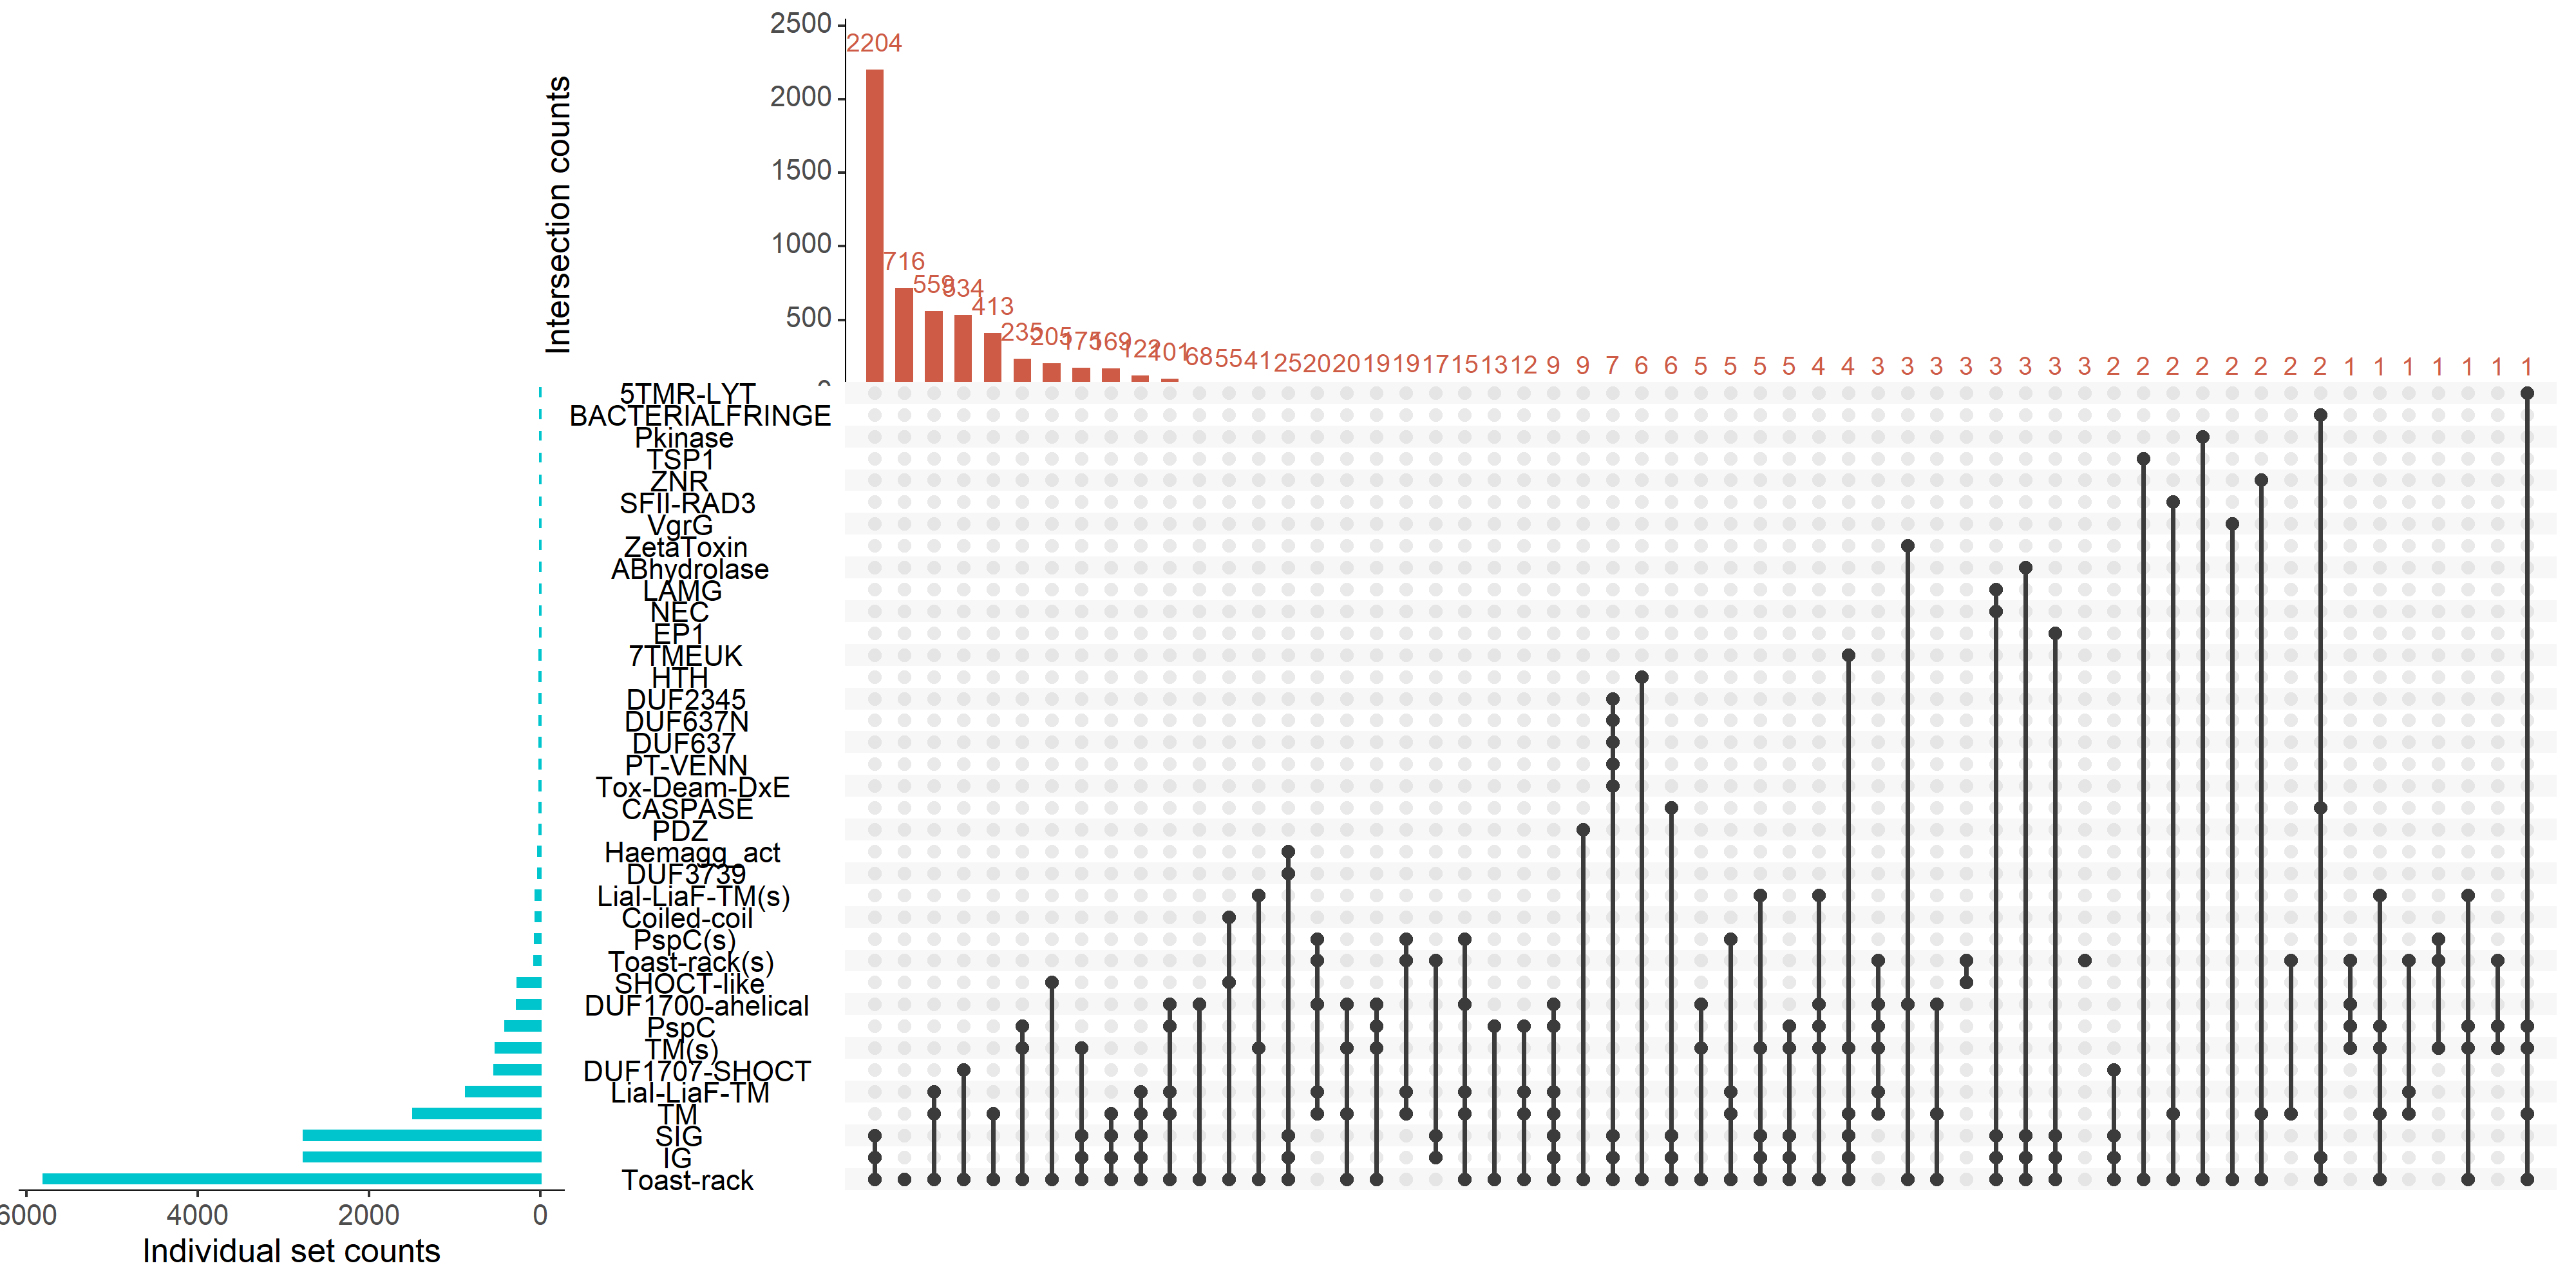 Intersection counts
2500
2000
1500
1000
500
0
2204
716
559
534
413
235
205
175
169
122
101
68
55
41
25
20
20
19
19
17
15
13
12
9
9
7
6
6
5
5
5
5
4
4
3
3
3
3
3
3
3
3
2
2
2
2
2
2
2
2
1
1
1
1
1
1
1
5TMR-LYT
BACTERIALFRINGE
Pkinase
TSP1
ZNR
SFII-RAD3
VgrG
ZetaToxin
ABhydrolase
LAMG
NEC
EP1
7TMEUK
HTH
DUF2345
DUF637N
DUF637
PT-VENN
Tox-Deam-DxE
CASPASE
PDZ
Haemagg_act
DUF3739
LiaI-LiaF-TM(s)
Coiled-coil
PspC(s)
Toast-rack(s)
SHOCT-like
DUF1700-ahelical
PspC
TM(s)
DUF1707-SHOCT
LiaI-LiaF-TM
TM
SIG
IG
Toast-rack
6000
4000
2000
0
Individual set counts